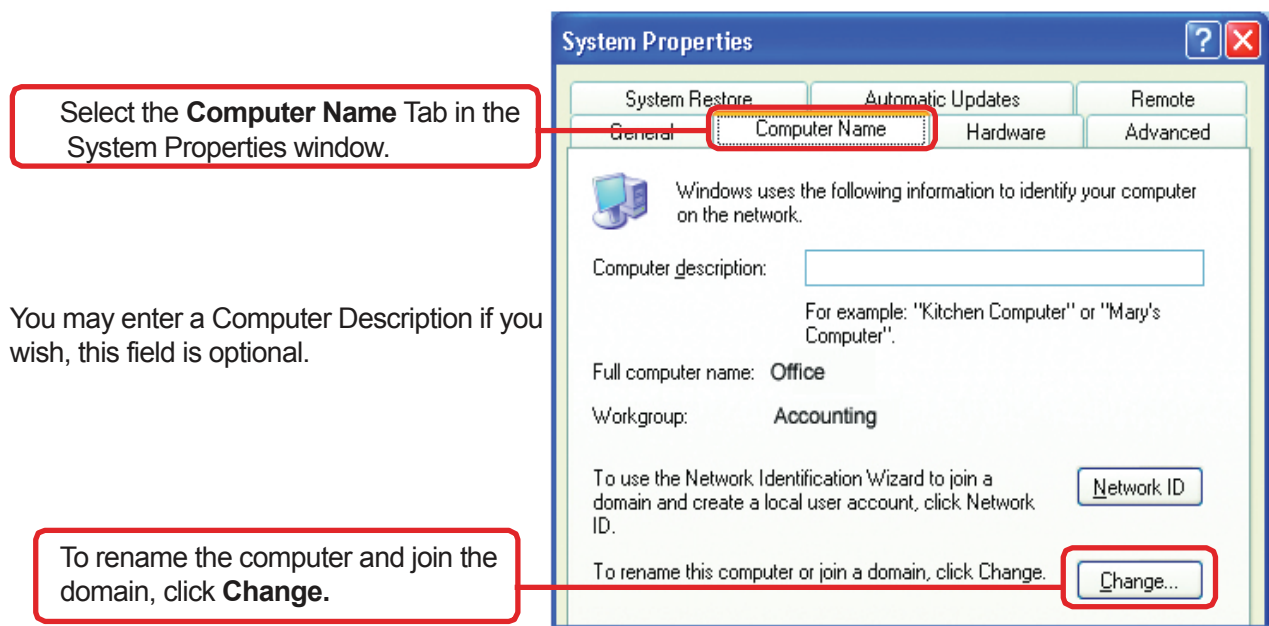 System Properties
Select the Computer Name Tab in the
System Properties window.
System Restore
Automatic Updates
Remote
General
Computer Name
Hardware
Advanced
Windows uses the following information to identify your computer
on the network.
Computer description:
For example: "Kitchen Computer" or "Mary's
Computer".
You may enter a Computer Description if you
wish, this field is optional.
Full computer name: Office
Workgroup: Accounting
To use the Network Identification Wizard to join a
domain and create a local user account, click Network
ID.
Network ID
To rename the computer and join the
domain, click Change.
To rename this computer or join a domain, click Change.
Change...